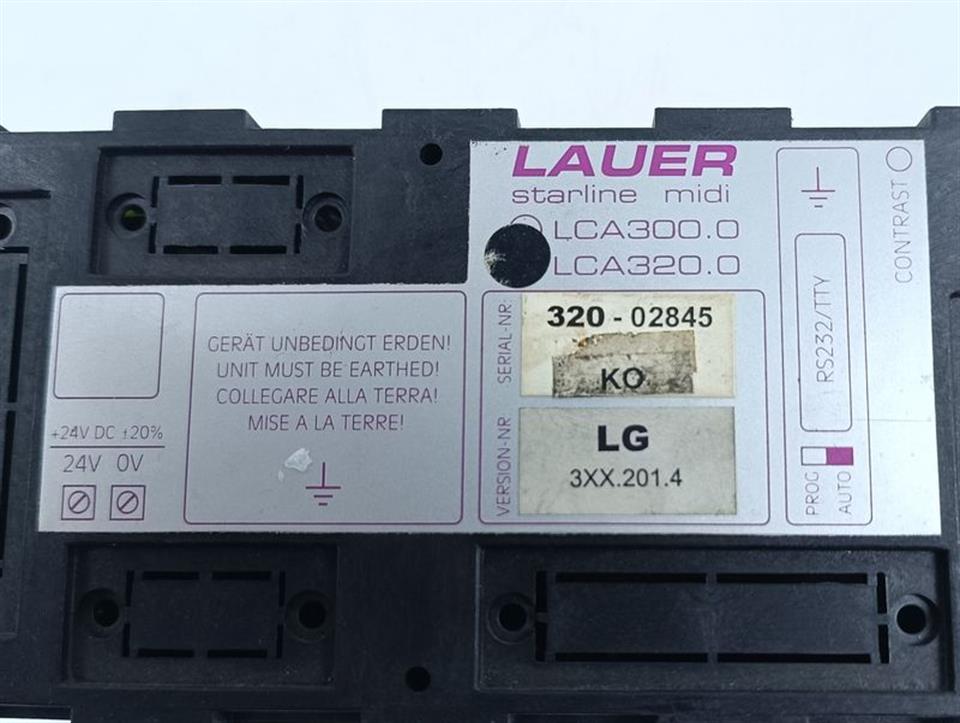 LAUER
starline midi
LCA300.0
LCA320.0
CONTRAST
RS232/TTY
PROG
AUTO
SERIAL-NR:
320 - 02845
KO
VERSION-NR
LG
3XX.201.4
GERÄT UNBEDINGT ERDEN!
UNIT MUST BE EARTHED!
COLLEGARE ALLA TERRA!
MISE A LA TERRE!
+24V DC ±20%
24V 0V